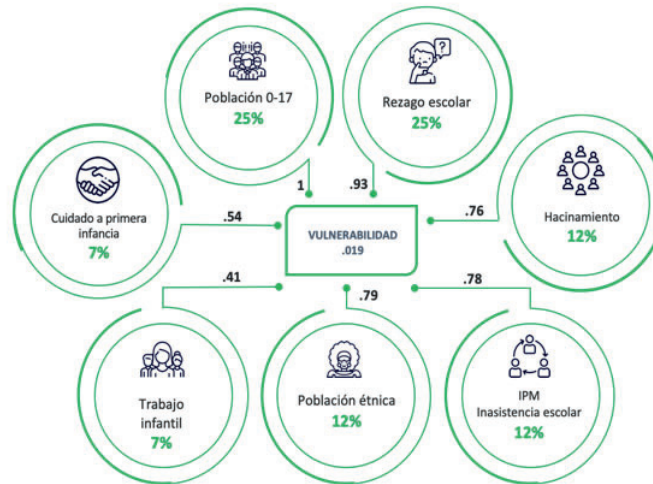 Población 0-17
25%
?
Rezago escolar
25%
Cuidado a primera
infancia
7%
1
.93
.54
.76
Hacinamiento
12%
VULNERABILIDAD
.019
.41
.79
.78
Trabajo
infantil
7%
Población étnica
12%
IPM
Inasistencia escolar
12%